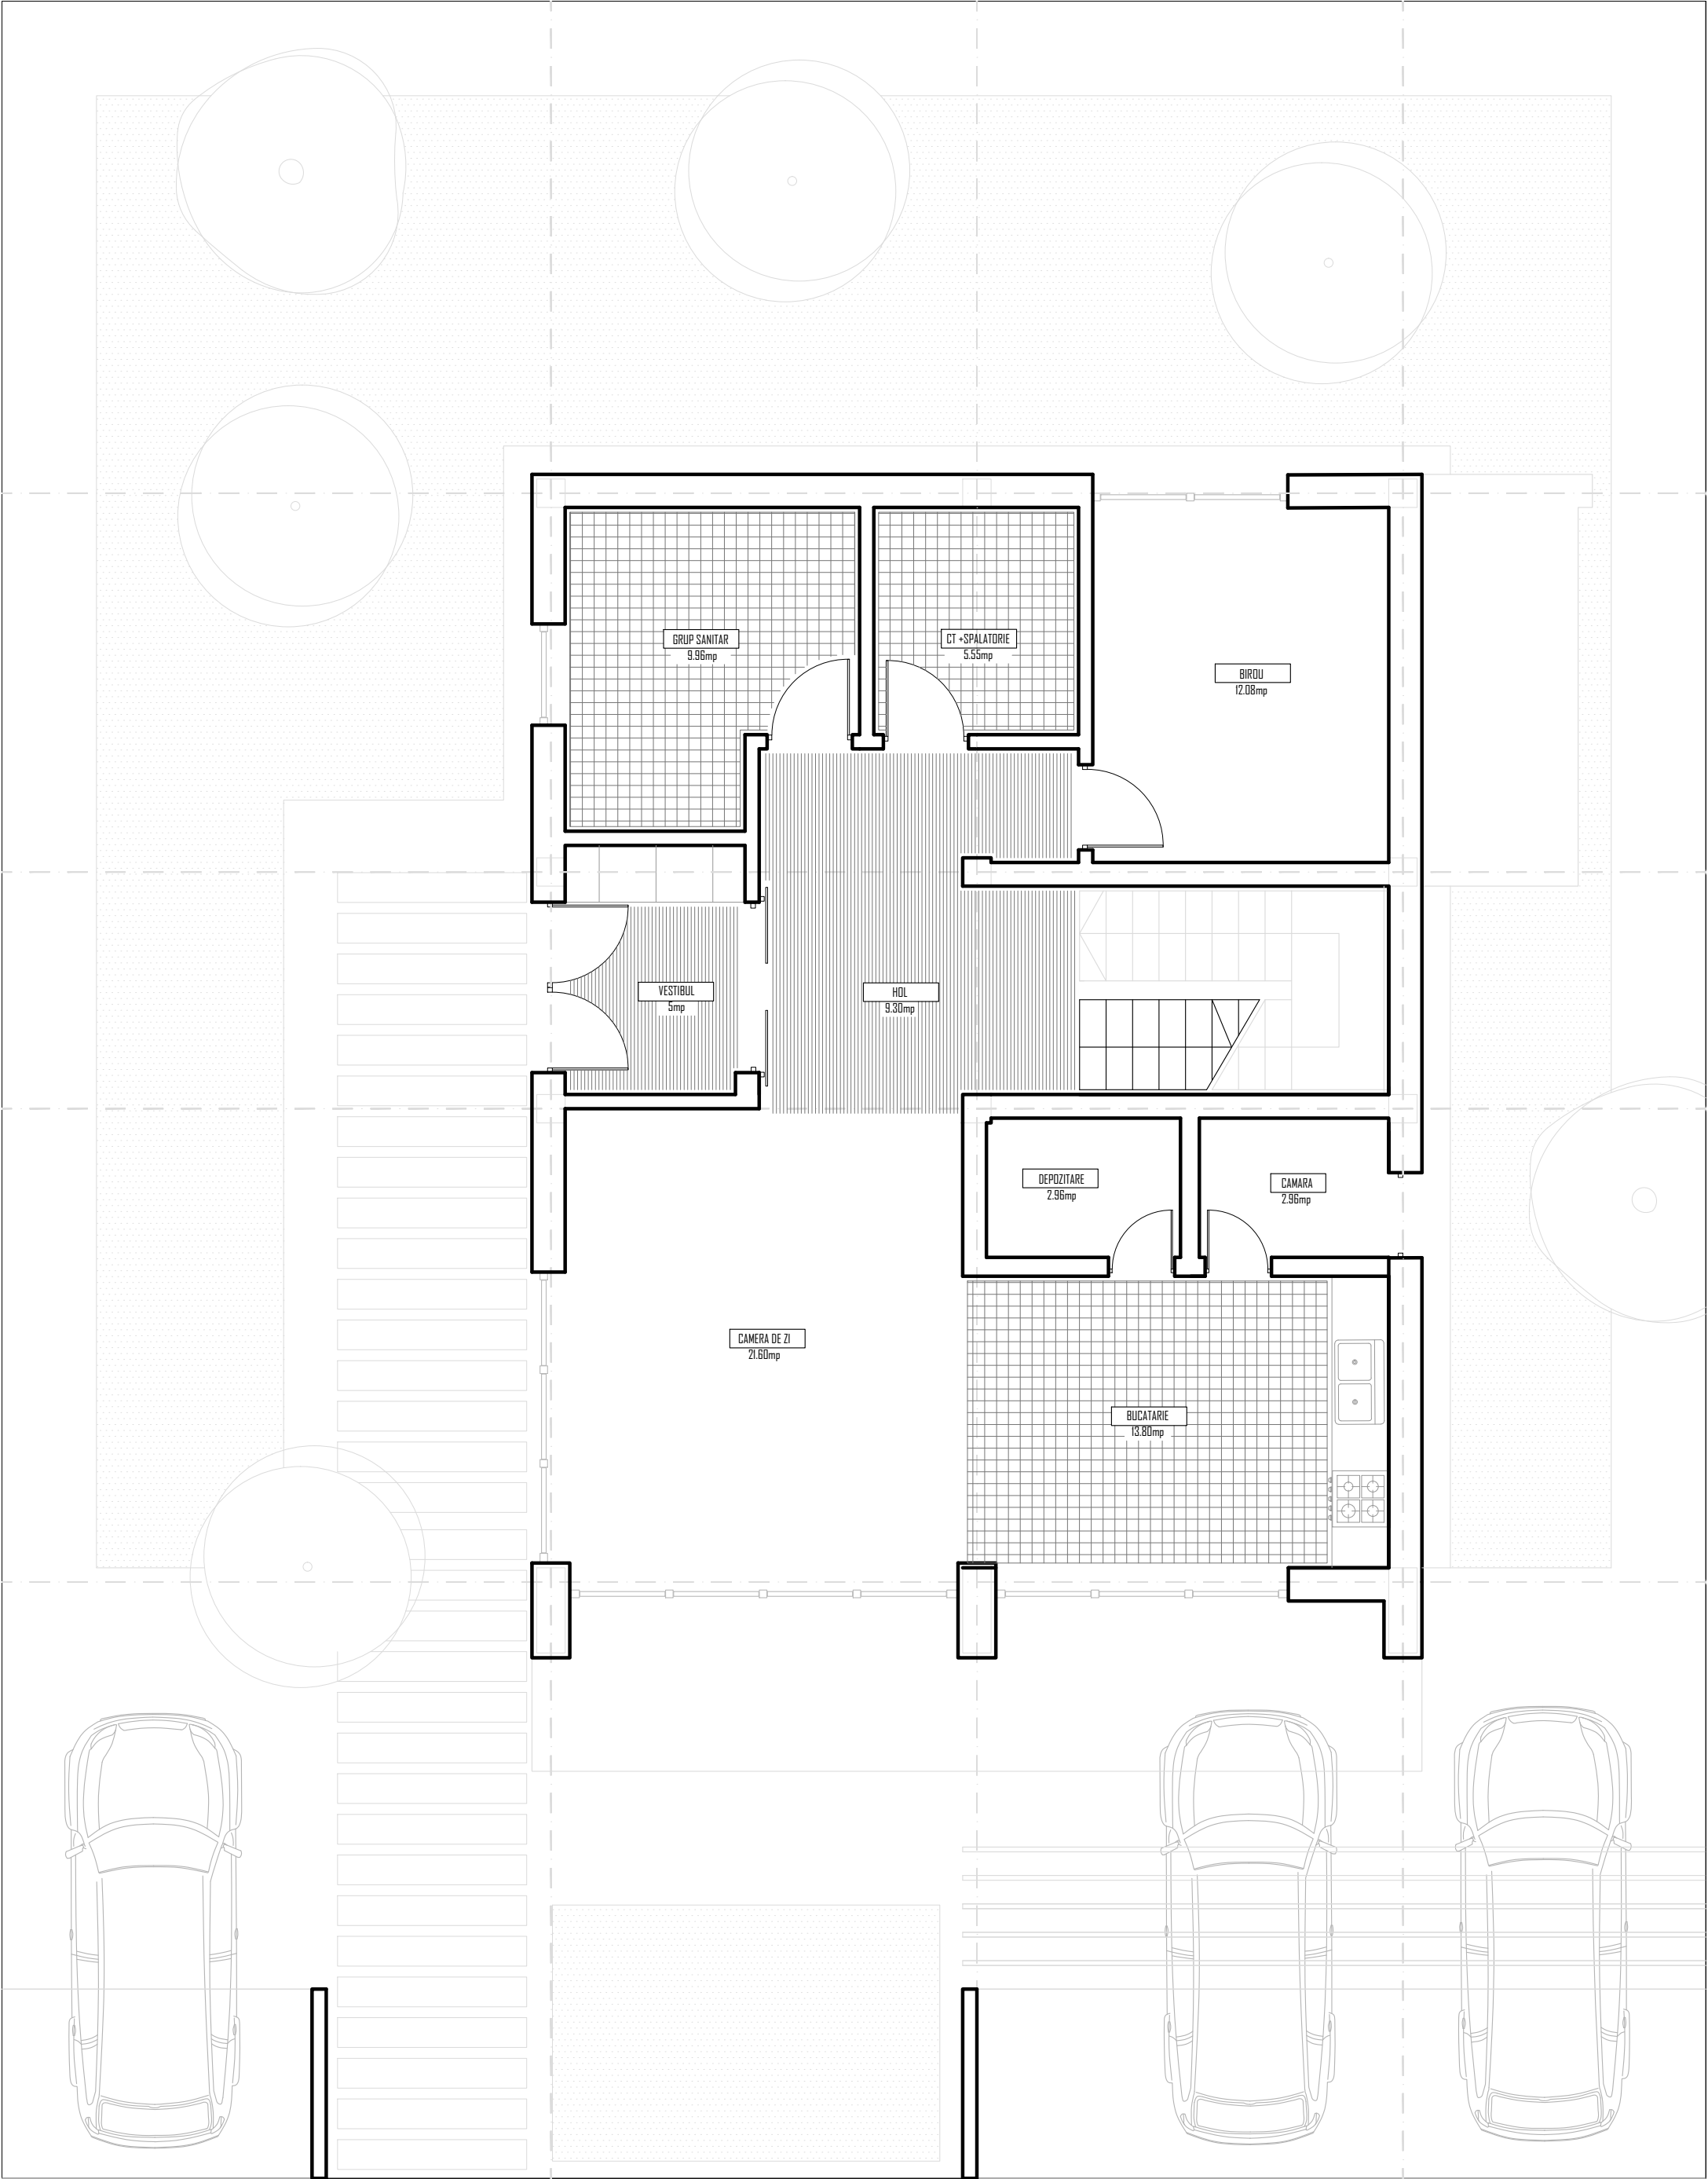 GRUP SANITAR
9.96mp
CT +SPALATORIE
5.55mp
BIROU
12.08mp
VESTIBUL
5mp
HOL
9.30mp
DEPOZITARE
2.96mp
CAMARA
2.96mp
CAMERA DE ZI
21.60mp
BUCATARIE
13.80mp